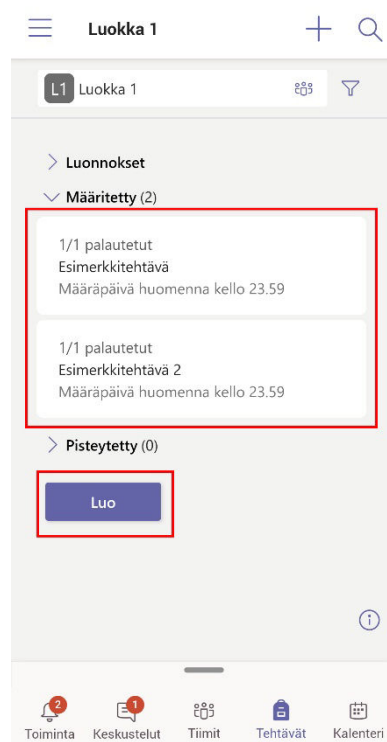 Luokka 1
L1 Luokka 1
Luonnokset
Määritetty (2)
1/1 palautetut
Esimerkkitehtävä
Määräpäivä huomenna kello 23.59
1/1 palautetut
Esimerkkitehtävä 2
Määräpäivä huomenna kello 23.59
Pisteytetty (0)
Luo
2 1
Toiminta Keskustelut Tiimit Tehtävät Kalenteri